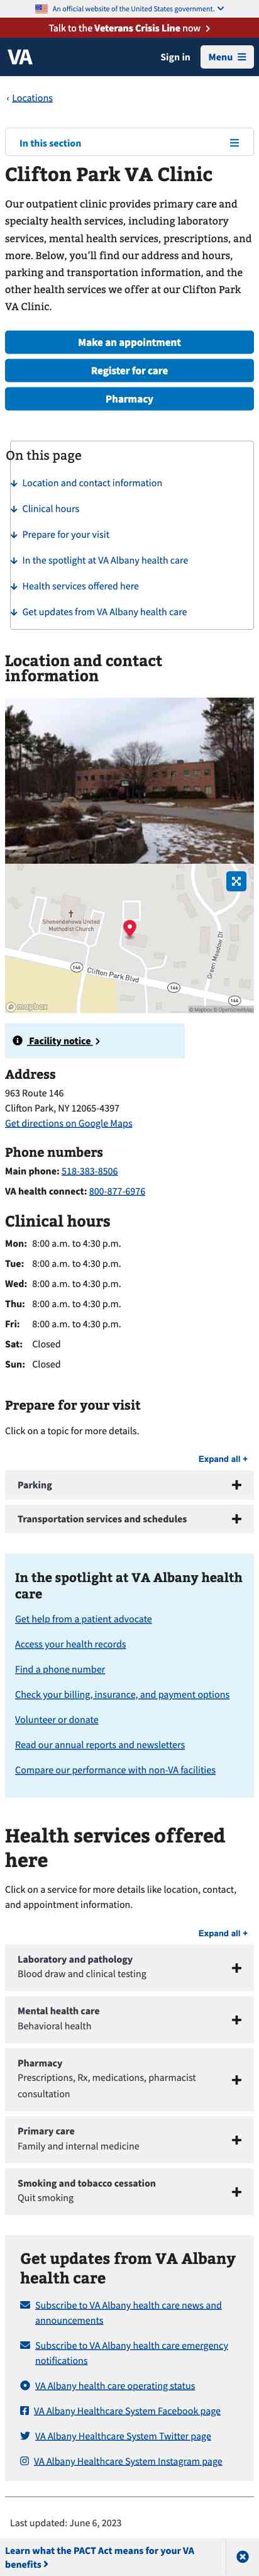 An official website of the United States government.
Talk to the Veterans Crisis Line now
VA
Sign in
Menu
Locations
In this section
Clifton Park VA Clinic
Our outpatient clinic provides primary care and
specialty health services, including laboratory
services, mental health services, prescriptions, and
more. Below, you’ll find our address and hours,
parking and transportation information, and the
other health services we offer at our Clifton Park
VA Clinic.
Make an appointment
Register for care
Pharmacy
On this page
Location and contact information
Clinical hours
Prepare for your visit
In the spotlight at VA Albany health care
Health services offered here
Get updates from VA Albany health care
Location and contact
information
Shenendehowa United
Methodist Church
146
Clifton Park Blvd
146
Green Meadow Dr
146
mapbox
© Mapbox © OpenStreetMap
Facility notice
Address
963 Route 146
Clifton Park, NY 12065-4397
Get directions on Google Maps
Phone numbers
Main phone: 518-383-8506
VA health connect: 800-877-6976
Clinical hours
Mon: 8:00 a.m. to 4:30 p.m.
Tue: 8:00 a.m. to 4:30 p.m.
Wed: 8:00 a.m. to 4:30 p.m.
Thu: 8:00 a.m. to 4:30 p.m.
Fri: 8:00 a.m. to 4:30 p.m.
Sat: Closed
Sun: Closed
Prepare for your visit
Click on a topic for more details.
Expand all +
Parking
Transportation services and schedules
In the spotlight at VA Albany health
care
Get help from a patient advocate
Access your health records
Find a phone number
Check your billing, insurance, and payment options
Volunteer or donate
Read our annual reports and newsletters
Compare our performance with non-VA facilities
Health services offered
here
Click on a service for more details like location, contact,
and appointment information.
Expand all +
Laboratory and pathology
Blood draw and clinical testing
Mental health care
Behavioral health
Pharmacy
Prescriptions, Rx, medications, pharmacist
consultation
Primary care
Family and internal medicine
Smoking and tobacco cessation
Quit smoking
Get updates from VA Albany
health care
Subscribe to VA Albany health care news and
announcements
Subscribe to VA Albany health care emergency
notifications
VA Albany health care operating status
VA Albany Healthcare System Facebook page
VA Albany Healthcare System Twitter page
VA Albany Healthcare System Instagram page
Last updated: June 6, 2023
Learn what the PACT Act means for your VA
benefits